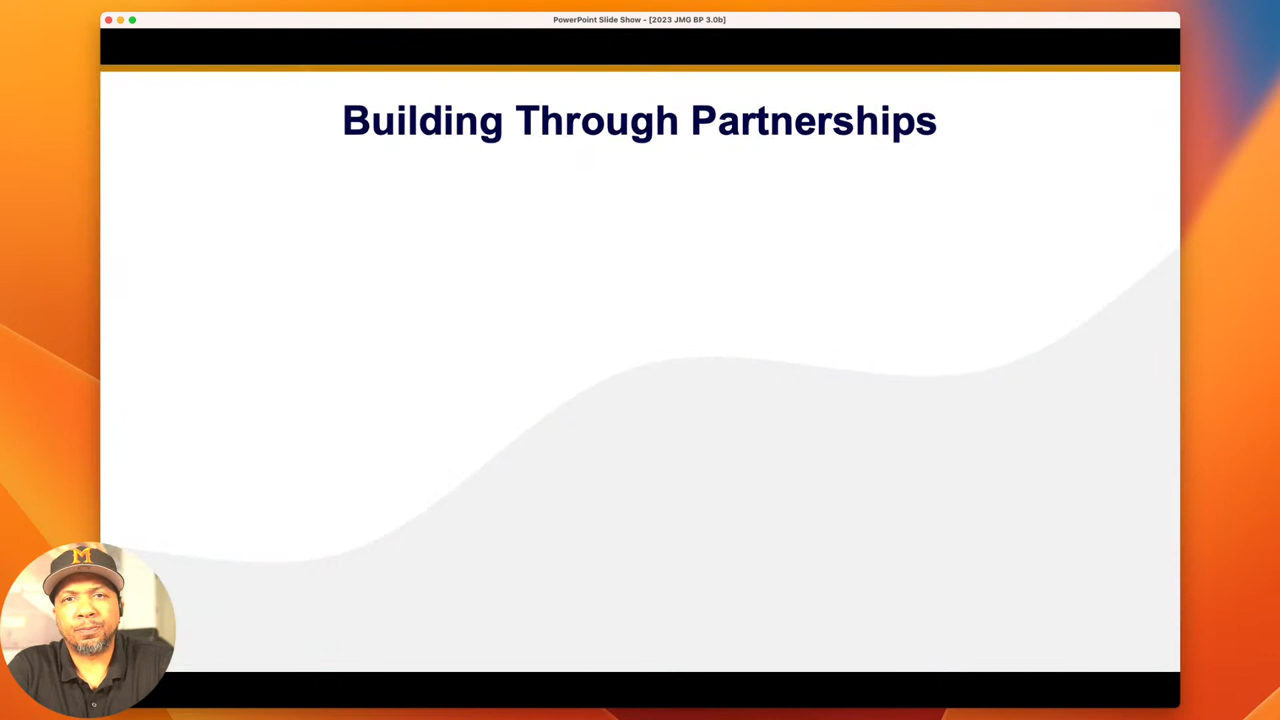 PowerPoint Slide Show - [2023 JMG BP 3.0b]
Building Through Partnerships
M